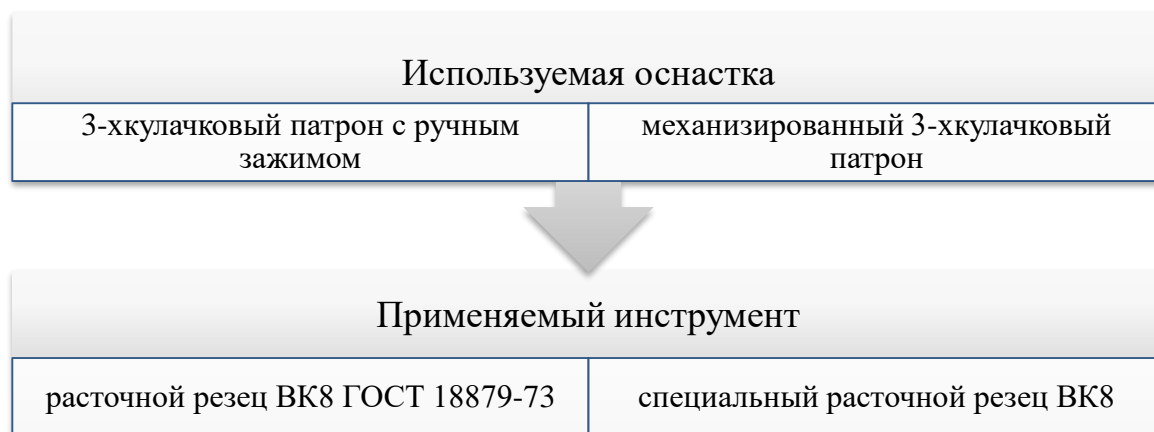 Используемая оснастка
3-хкулачковый патрон с ручным
зажимом
механизированный 3-хкулачковый
патрон
Применяемый инструмент
расточной резец ВК8 ГОСТ 18879-73
специальный расточной резец ВК8